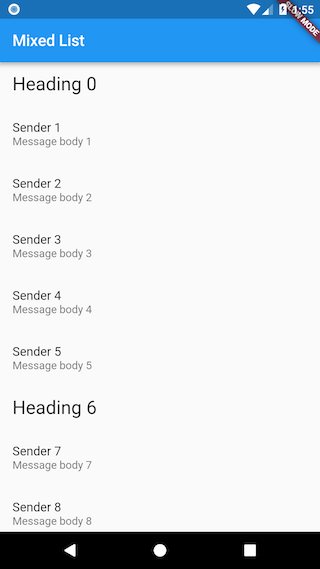 4:55
SLOW MODE
Mixed List
Heading 0
Sender 1
Message body 1
Sender 2
Message body 2
Sender 3
Message body 3
Sender 4
Message body 4
Sender 5
Message body 5
Heading 6
Sender 7
Message body 7
Sender 8
Message body 8